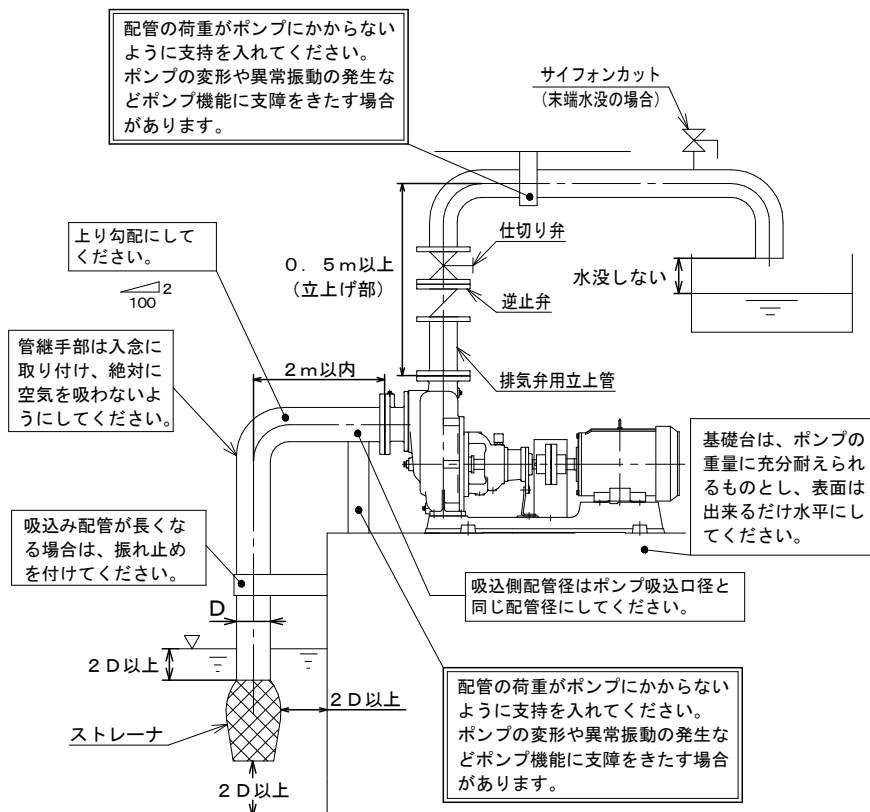 配管の荷重がポンプにかからない
ように支持を入れてください。
ポンプの変形や異常振動の発生な
どポンプ機能に支障をきたす場合
があります。
サイフォンカット
（末端水没の場合）
上り勾配にして
ください。
2
100
０．５ｍ以上
（立上げ部）
仕切り弁
逆止弁
水没しない
管継手部は入念に
取り付け、絶対に
空気を吸わないよ
うにしてください。
２ｍ以内
排気弁用立上管
基礎台は、ポンプの
重量に充分耐えられ
るものとし、表面は
出来るだけ水平にし
てください。
吸込み配管が長くな
る場合は、振れ止め
を付けてください。
吸込側配管径はポンプ吸込口径と
同じ配管径にしてください。
Ｄ
２Ｄ以上
２Ｄ以上
ストレーナ
２Ｄ以上
配管の荷重がポンプにかからない
ように支持を入れてください。
ポンプの変形や異常振動の発生な
どポンプ機能に支障をきたす場合
があります。